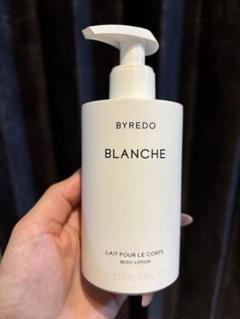 BYREDO
BLANCHE
LAIT POUR LE CORPS
BODY LOTION